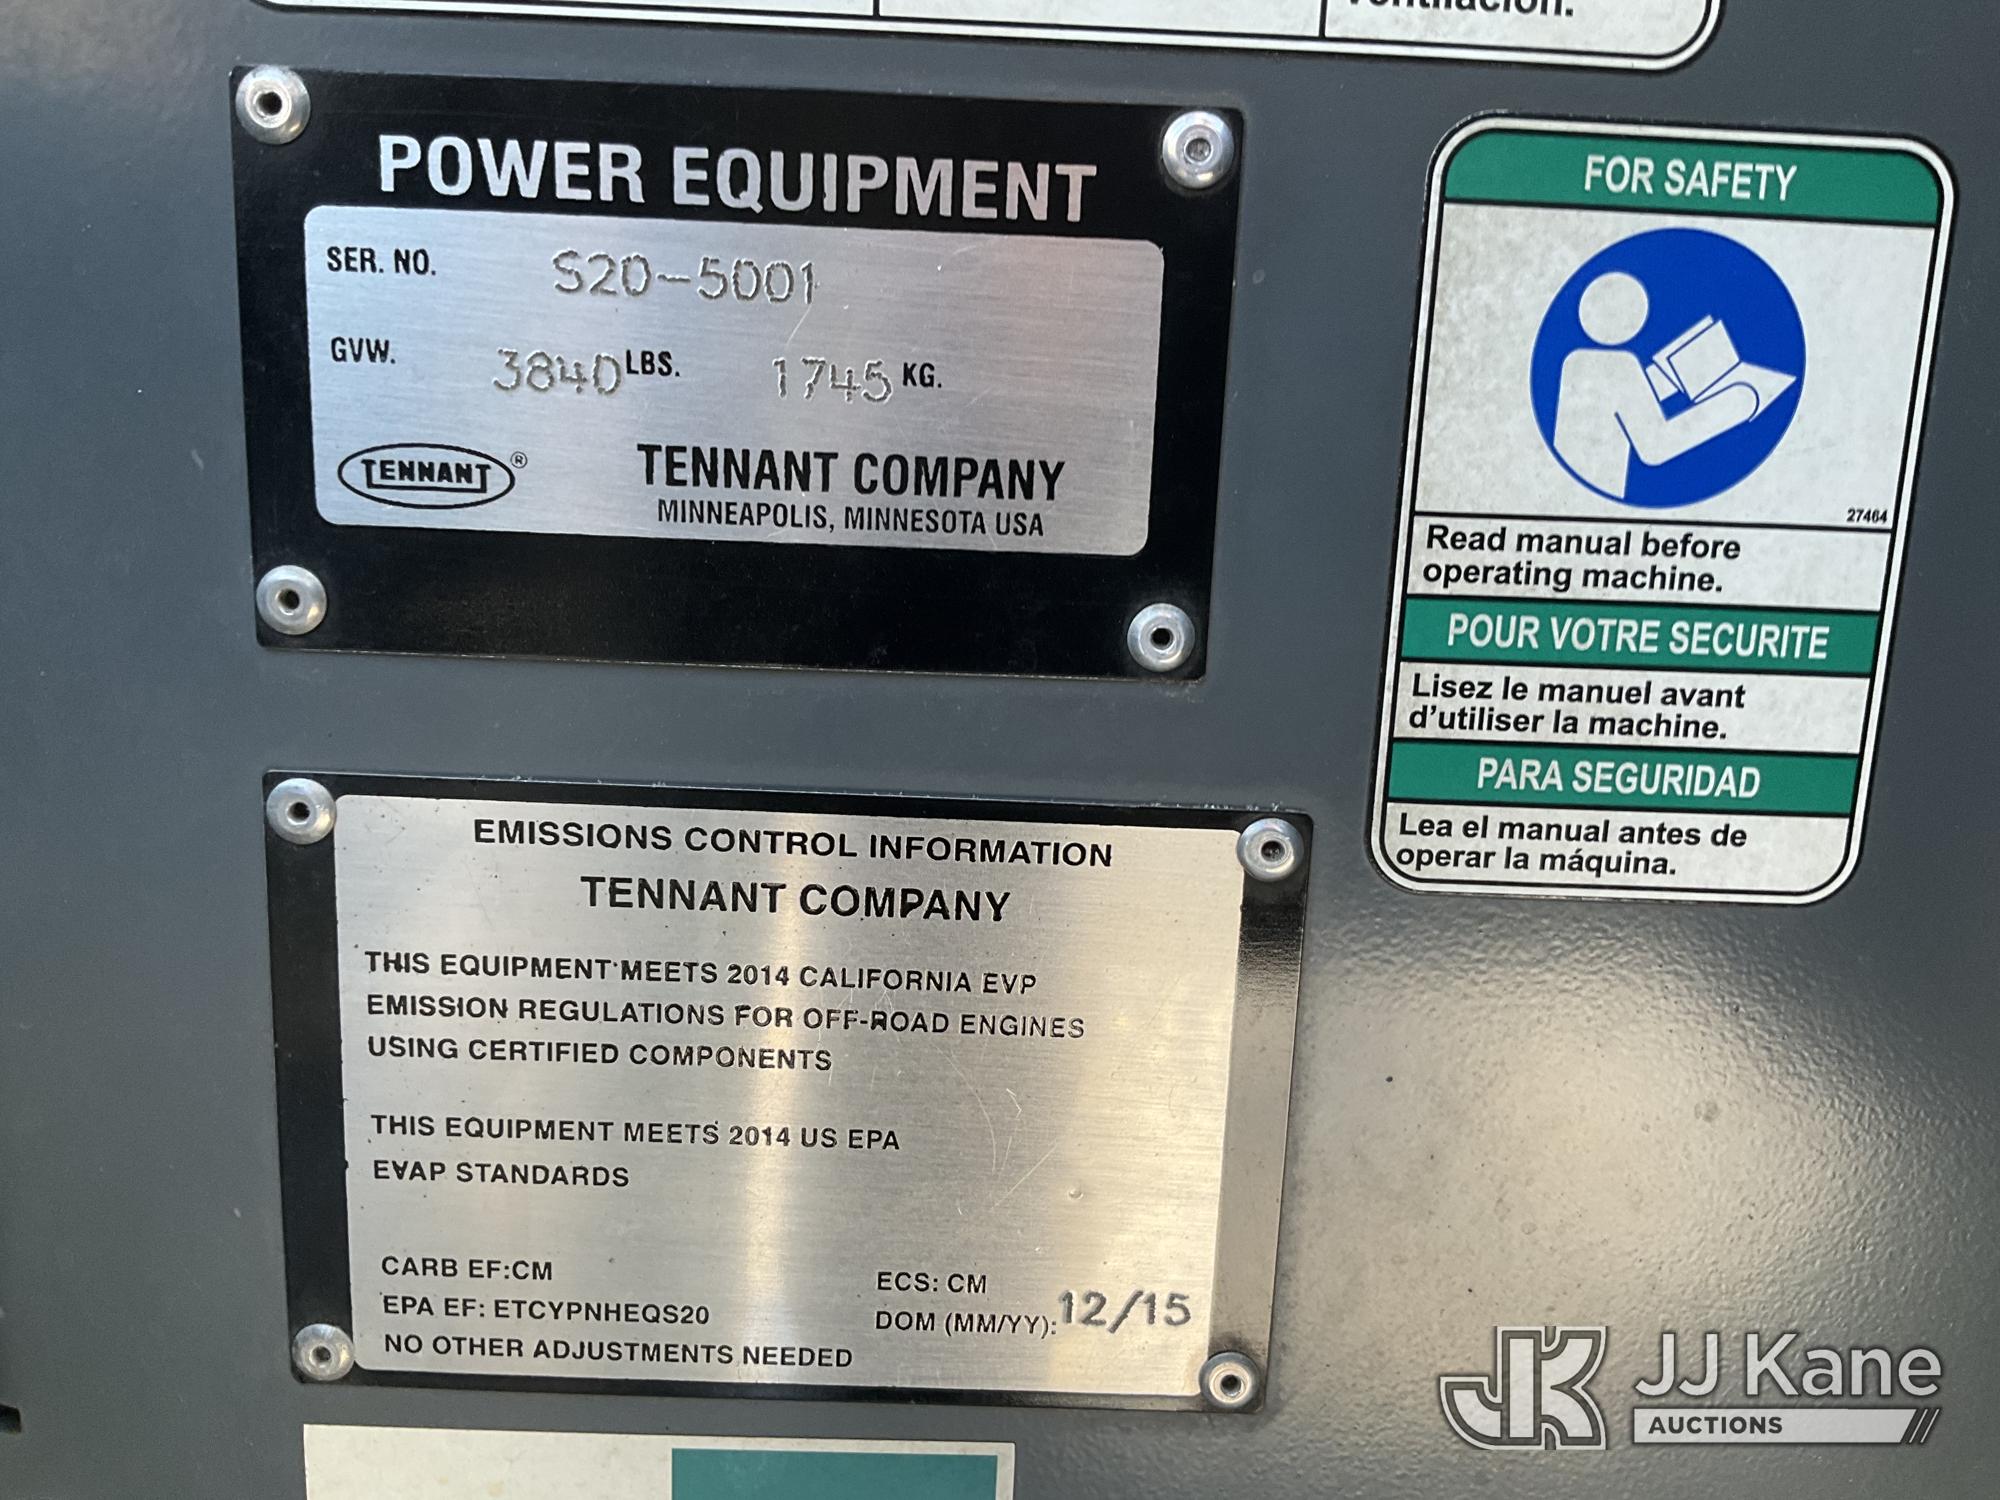 POWER EQUIPMENT
SER. NO. S20-5001
GVW. 3840 LBS. 1745 KG.
TENNANT ® TENNANT COMPANY
MINNEAPOLIS, MINNESOTA USA
FOR SAFETY
27464
Read manual before
operating machine.
POUR VOTRE SECURITE
Lisez le manuel avant
d'utiliser la machine.
PARA SEGURIDAD
Lea el manual antes de
operar la máquina.
EMISSIONS CONTROL INFORMATION
TENNANT COMPANY
THIS EQUIPMENT MEETS 2014 CALIFORNIA EVP
EMISSION REGULATIONS FOR OFF-ROAD ENGINES
USING CERTIFIED COMPONENTS
THIS EQUIPMENT MEETS 2014 US EPA
EVAP STANDARDS
CARB EF:CM ECS: CM
EPA EF: ETCYPNHEQS20 DOM (MM/YY): 12/15
NO OTHER ADJUSTMENTS NEEDED
JK JJ Kane
AUCTIONS